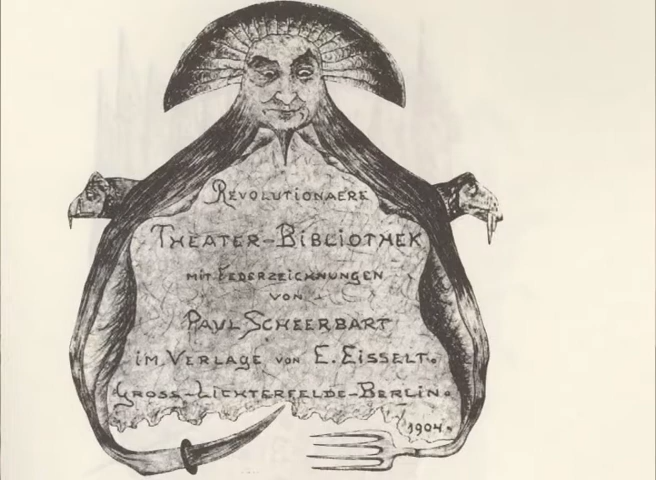 REVOLUTIONAERE
THEATER-BIBLIOTHEK
MIT FEDERZEICHNUNGEN
VON
PAUL SCHEERBART
IM VERLAGE VON E. EISSELT.
GROSS-LICHTERFELDE-BERLIN.
1904.